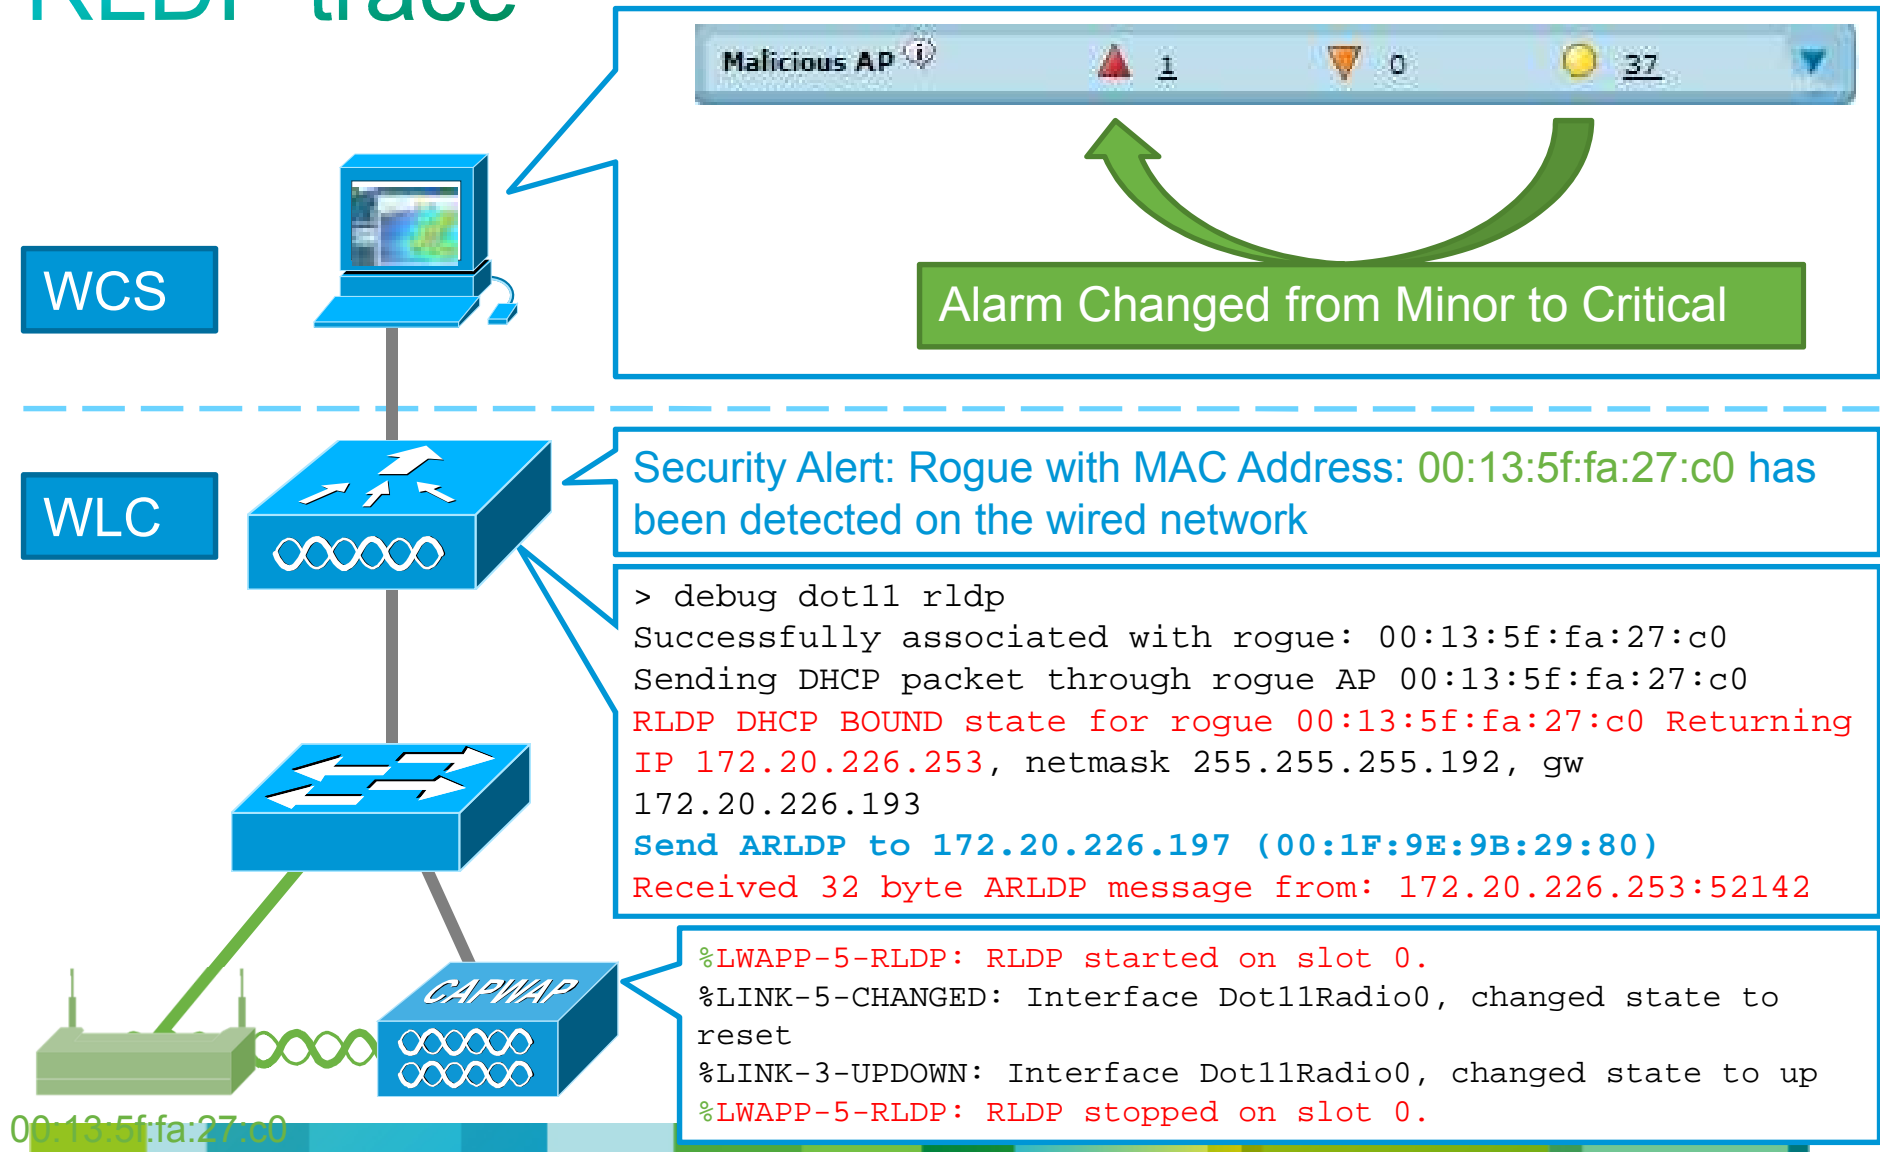 RLDP trace
Malicious AP 1 0 37
Alarm Changed from Minor to Critical
WCS
WLC
Security Alert: Rogue with MAC Address: 00:13:5f:fa:27:c0 has
been detected on the wired network
> debug dot11 rldp
Successfully associated with rogue: 00:13:5f:fa:27:c0
Sending DHCP packet through rogue AP 00:13:5f:fa:27:c0
RLDP DHCP BOUND state for rogue 00:13:5f:fa:27:c0 Returning
IP 172.20.226.253, netmask 255.255.255.192, gw
172.20.226.193
Send ARLDP to 172.20.226.197 (00:1F:9E:9B:29:80)
Received 32 byte ARLDP message from: 172.20.226.253:52142
CAPWAP
%LWAPP-5-RLDP: RLDP started on slot 0.
%LINK-5-CHANGED: Interface Dot11Radio0, changed state to
reset
%LINK-3-UPDOWN: Interface Dot11Radio0, changed state to up
%LWAPP-5-RLDP: RLDP stopped on slot 0.
00:13:5f:fa:27:c0